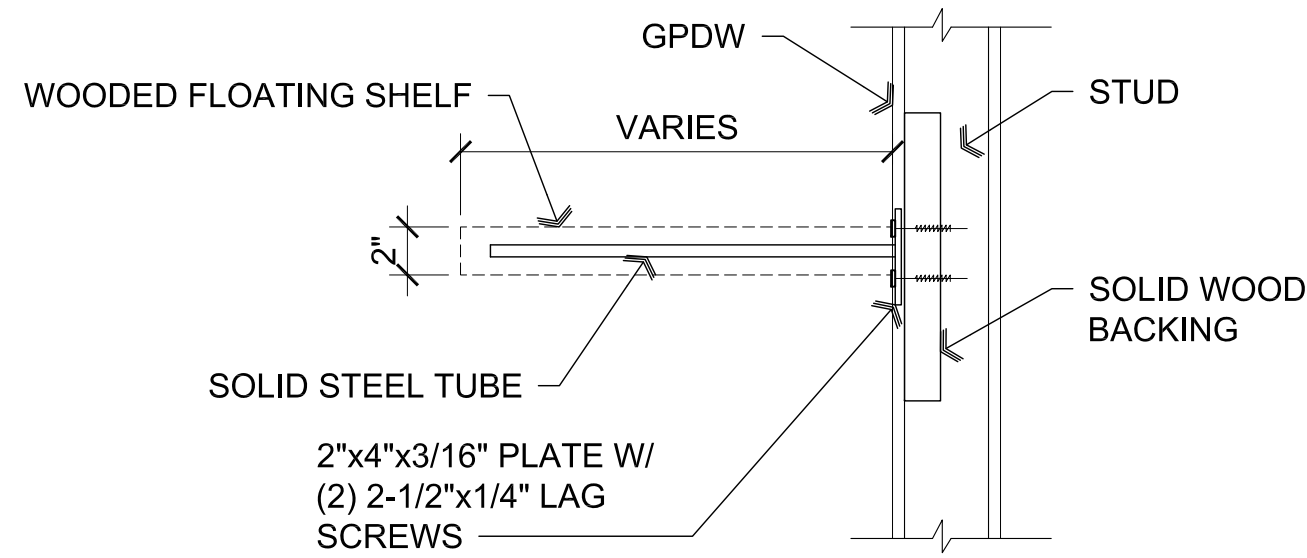 GPDW
WOODED FLOATING SHELF
STUD
VARIES
2"
SOLID WOOD
BACKING
SOLID STEEL TUBE
2"x4"x3/16" PLATE W/
(2) 2-1/2"x1/4" LAG
SCREWS